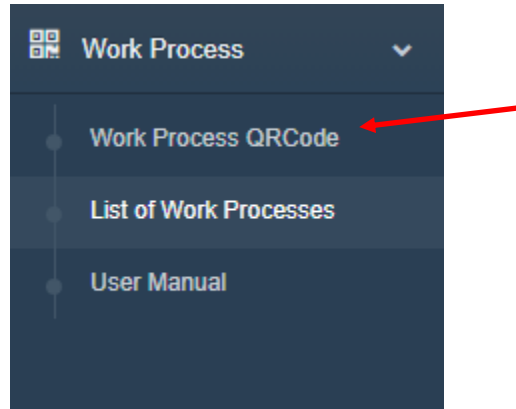 Work Process
Work Process QRCode
List of Work Processes
User Manual